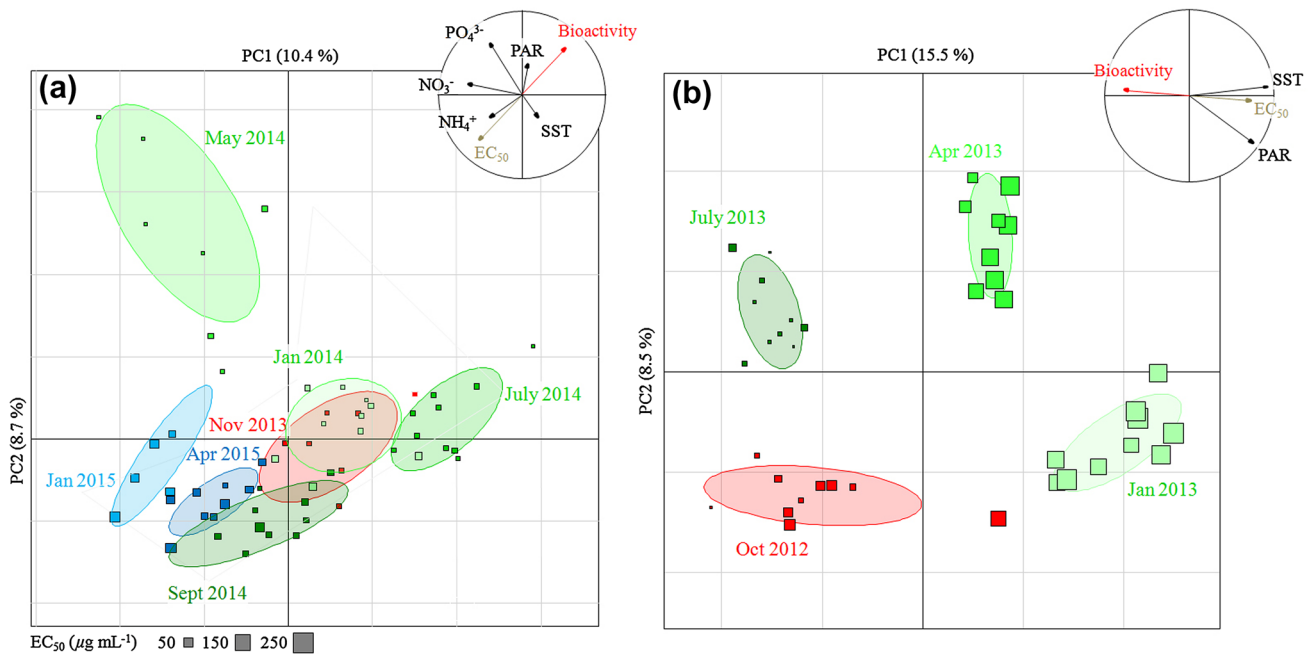 (a)
PC1 (10.4 %)
PO₄³⁻
PAR
Bioactivity
NO₃⁻
NH₄⁺
SST
EC₅₀
May 2014
Jan 2014
July 2014
Nov 2013
Apr 2015
Jan 2015
Sept 2014
PC2 (8.7 %)
EC₅₀ (µg mL⁻¹) 50 150 250
(b)
PC1 (15.5 %)
Bioactivity
SST
EC₅₀
PAR
Apr 2013
July 2013
Jan 2013
Oct 2012
PC2 (8.5 %)